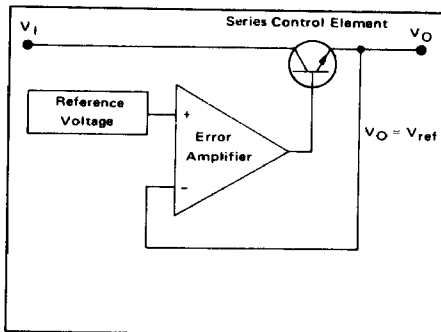 Series Control Element
VI
VO
Reference
Voltage
+
Error
Amplifier
−
VO = Vref